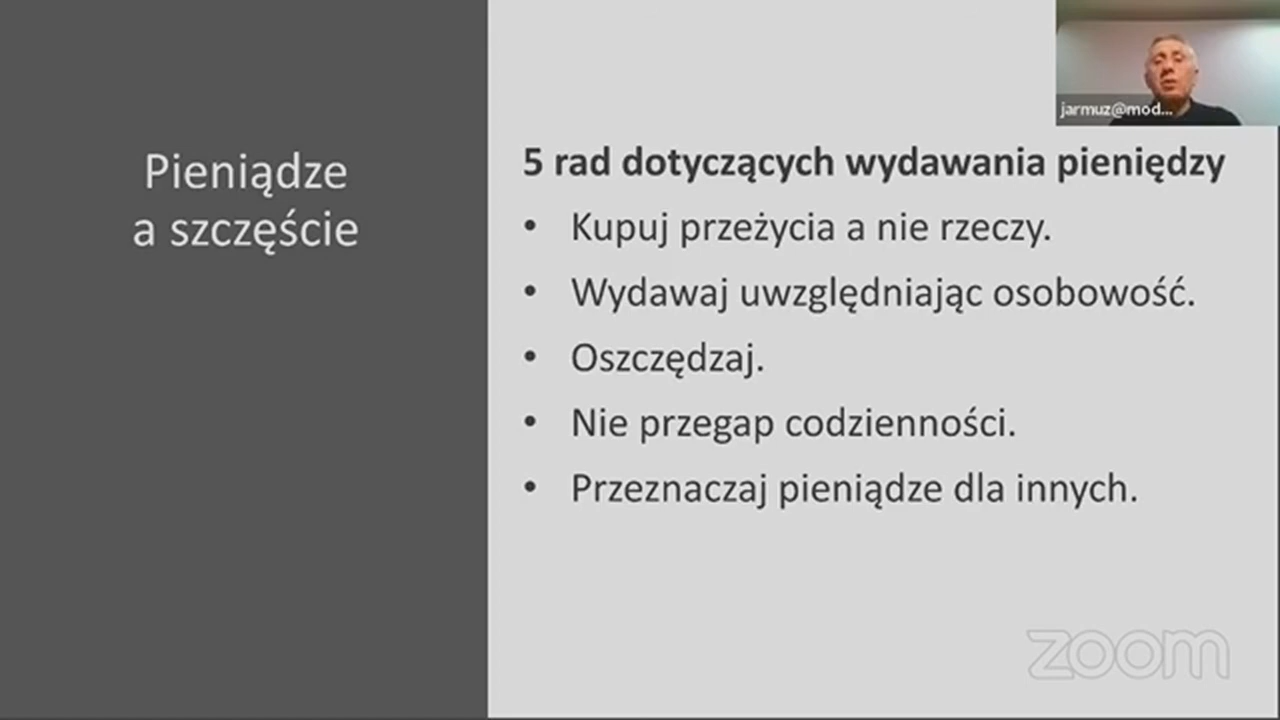 jarmuz@mod...
Pieniądze
a szczęście
5 rad dotyczących wydawania pieniędzy
• Kupuj przeżycia a nie rzeczy.
• Wydawaj uwzględniając osobowość.
• Oszczędzaj.
• Nie przegap codzienności.
• Przeznaczaj pieniądze dla innych.
zoom